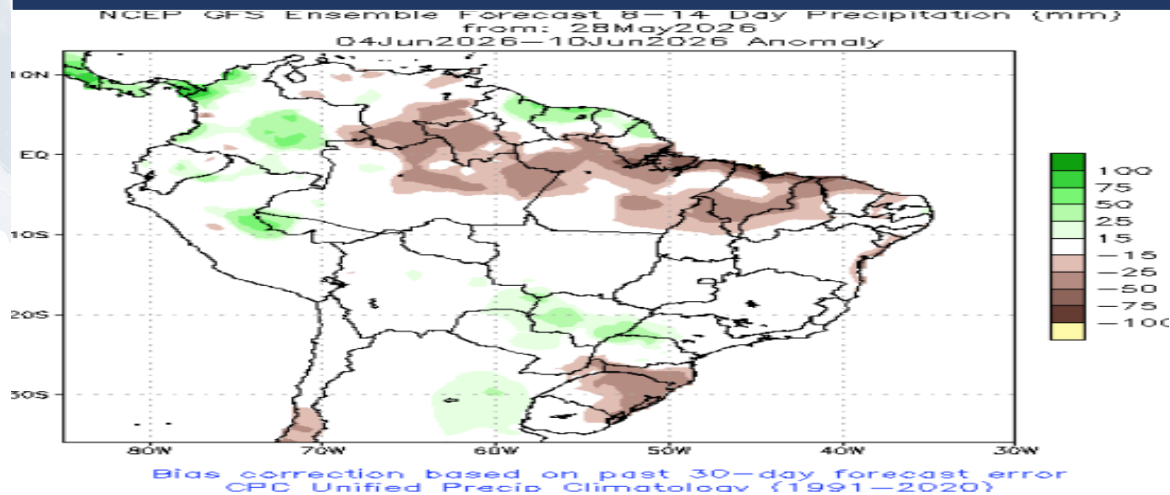 NCEP GFS Ensemble Forecast 8-14 Day Precipitation (mm)
from: 28May2026
04Jun2026-10Jun2026 Anomaly
10N
EQ
10S
20S
30S
80W
70W
60W
50W
40W
30W
100
75
50
25
15
-15
-25
-50
-75
-100
Bias correction based on past 30-day forecast error
CPC Unified Precip Climatology (1991-2020)